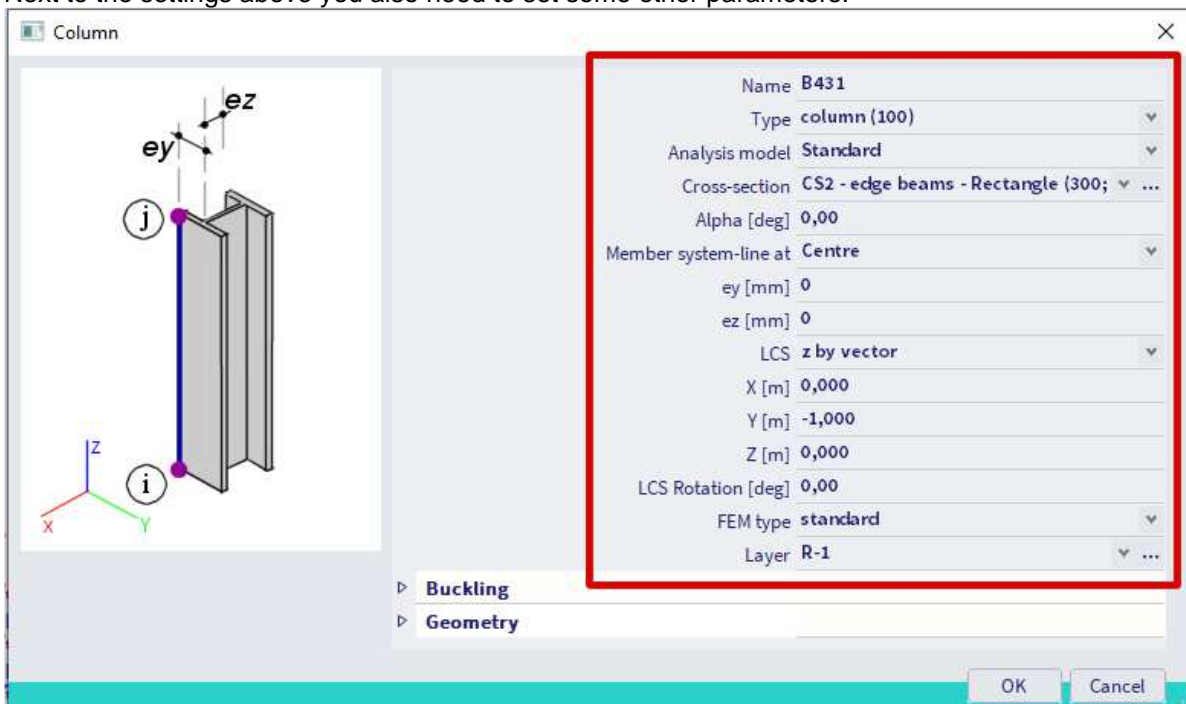 Next to the settings above you also need to set some other parameters.
Column
ez
ey
j
i
Z
X
Y
Name B431
Type column (100)
Analysis model Standard
Cross-section CS2 - edge beams - Rectangle (300; ...
Alpha [deg] 0,00
Member system-line at Centre
ey [mm] 0
ez [mm] 0
LCS z by vector
X [m] 0,000
Y [m] -1,000
Z [m] 0,000
LCS Rotation [deg] 0,00
FEM type standard
Layer R-1 ...
Buckling
Geometry
OK Cancel